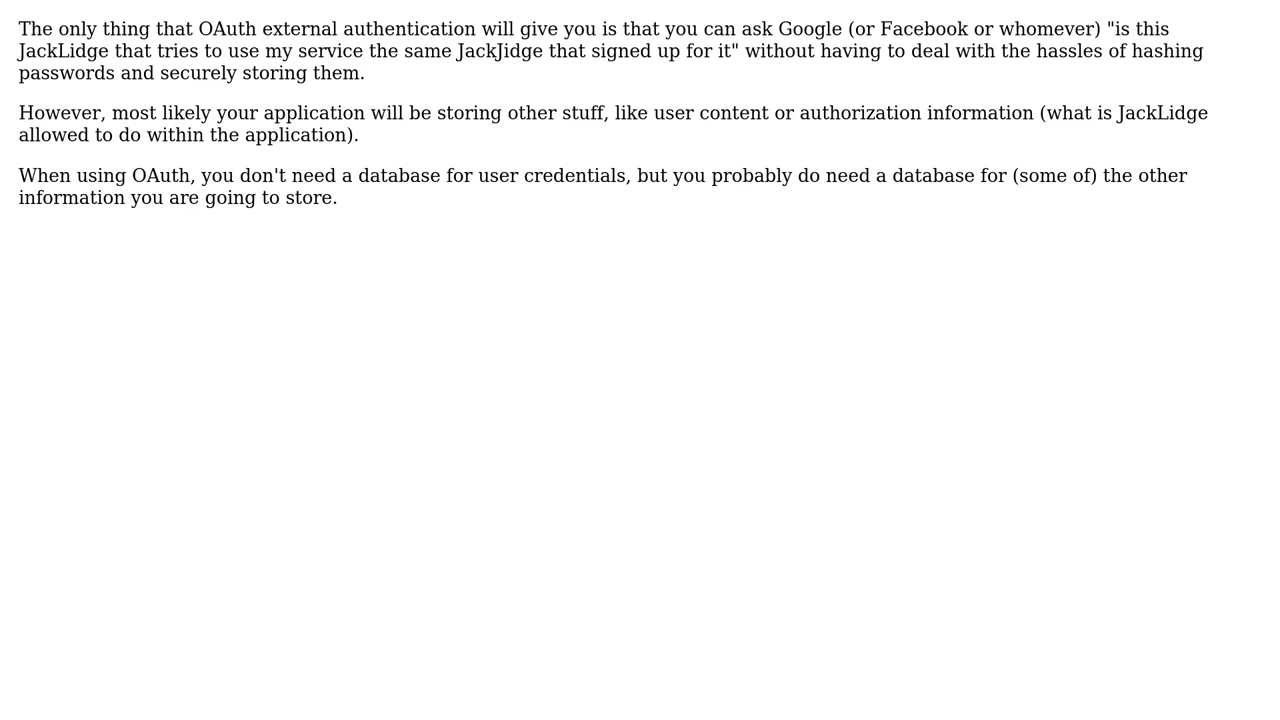 The only thing that OAuth external authentication will give you is that you can ask Google (or Facebook or whomever) "is this
JackLidge that tries to use my service the same JackJidge that signed up for it" without having to deal with the hassles of hashing
passwords and securely storing them.
However, most likely your application will be storing other stuff, like user content or authorization information (what is JackLidge
allowed to do within the application).
When using OAuth, you don't need a database for user credentials, but you probably do need a database for (some of) the other
information you are going to store.